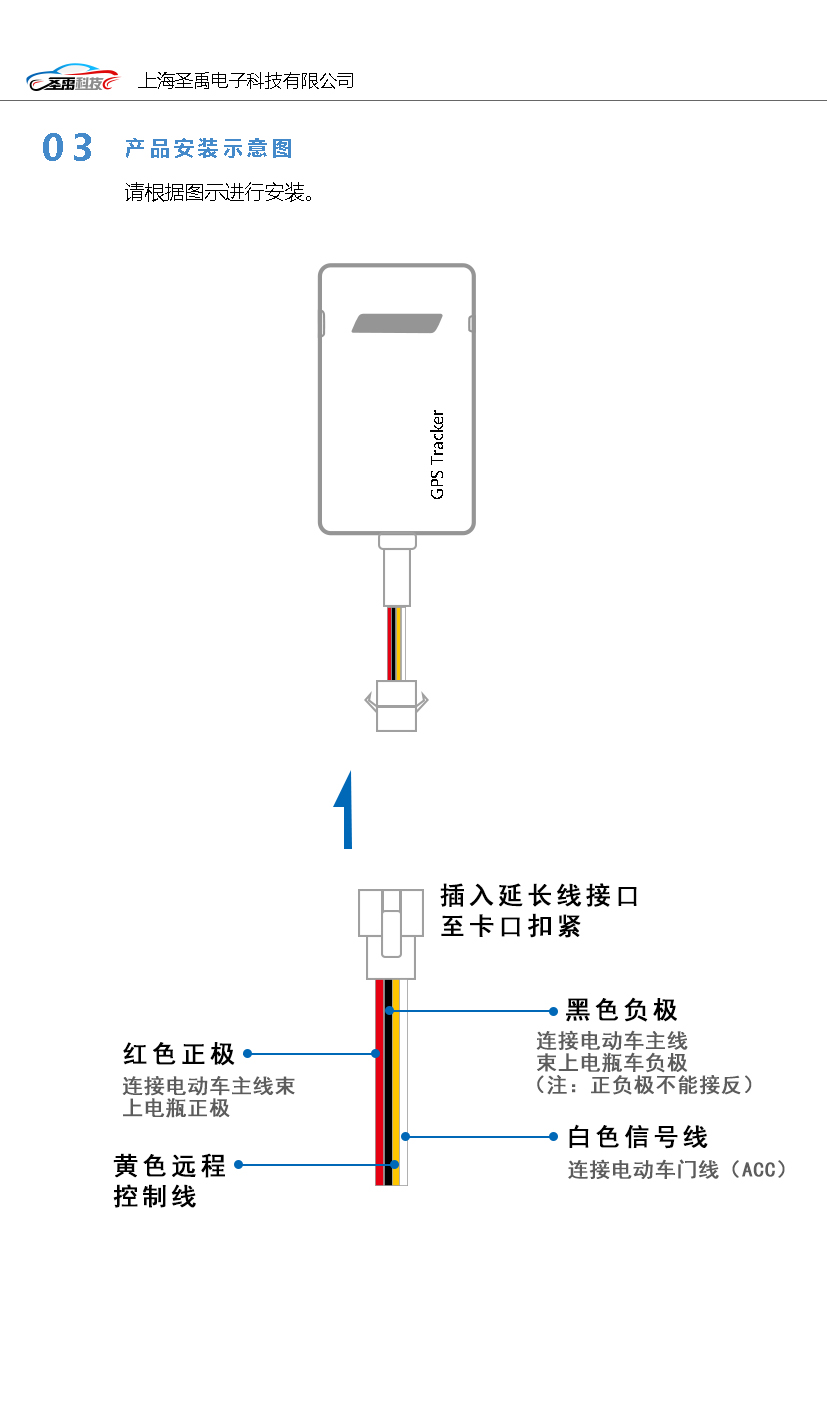 圣禹科技
上海圣禹电子科技有限公司
03 产品安装示意图
请根据图示进行安装。
GPS Tracker
插入延长线接口
至卡口扣紧
黑色负极
连接电动车主线
束上电瓶车负极
（注：正负极不能接反）
红色正极
连接电动车主线束
上电瓶正极
白色信号线
连接电动车门线（ACC）
黄色远程
控制线